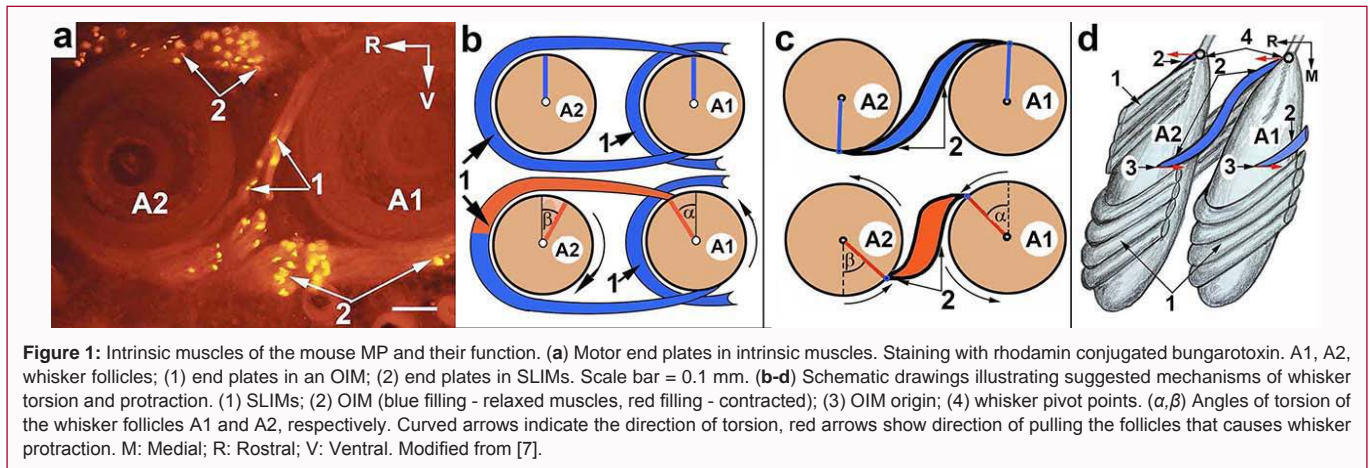 a
R
V
2
1
A2
A1
2
b
A2
A1
1
1
β
α
A2
A1
1
c
A2
A1
2
α
A2
A1
β
2
d
4
R
M
2
2
1
A2
A1
2
3
3
1
Figure 1: Intrinsic muscles of the mouse MP and their function. (a) Motor end plates in intrinsic muscles. Staining with rhodamin conjugated bungarotoxin. A1, A2,
whisker follicles; (1) end plates in an OIM; (2) end plates in SLIMs. Scale bar = 0.1 mm. (b-d) Schematic drawings illustrating suggested mechanisms of whisker
torsion and protraction. (1) SLIMs; (2) OIM (blue filling - relaxed muscles, red filling - contracted); (3) OIM origin; (4) whisker pivot points. (α,β) Angles of torsion of
the whisker follicles A1 and A2, respectively. Curved arrows indicate the direction of torsion, red arrows show direction of pulling the follicles that causes whisker
protraction. M: Medial; R: Rostral; V: Ventral. Modified from [7].